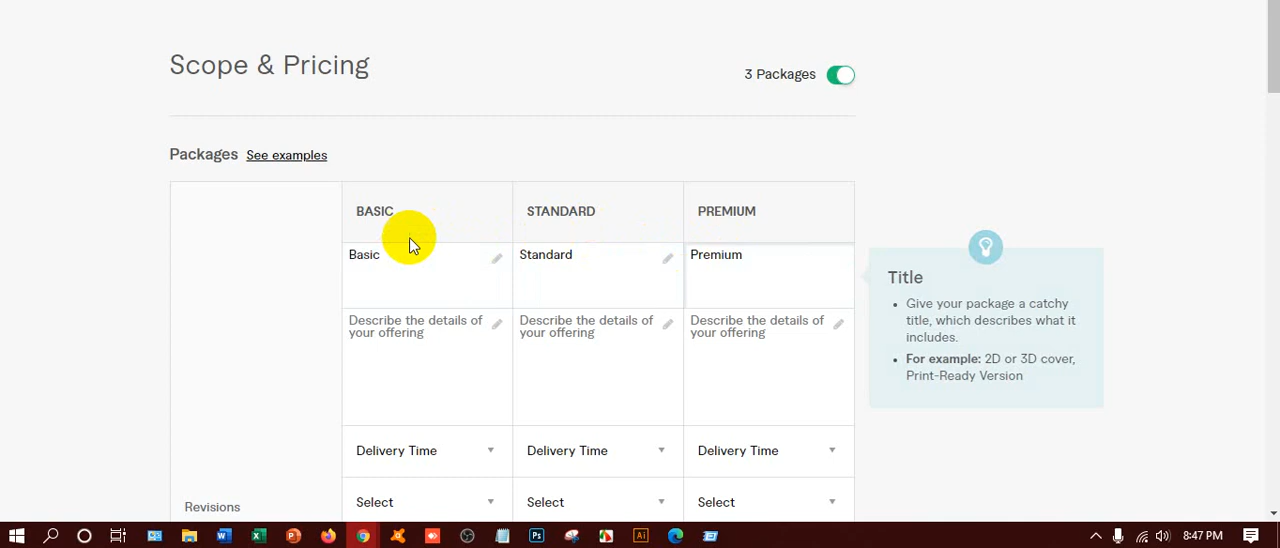 Scope & Pricing
3 Packages
Packages See examples
BASIC STANDARD PREMIUM
Basic Standard Premium
Title
Give your package a catchy
title, which describes what it
includes.
For example: 2D or 3D cover,
Print-Ready Version
Describe the details of
your offering
Describe the details of
your offering
Describe the details of
your offering
Delivery Time Delivery Time Delivery Time
Revisions Select Select Select
8:47 PM